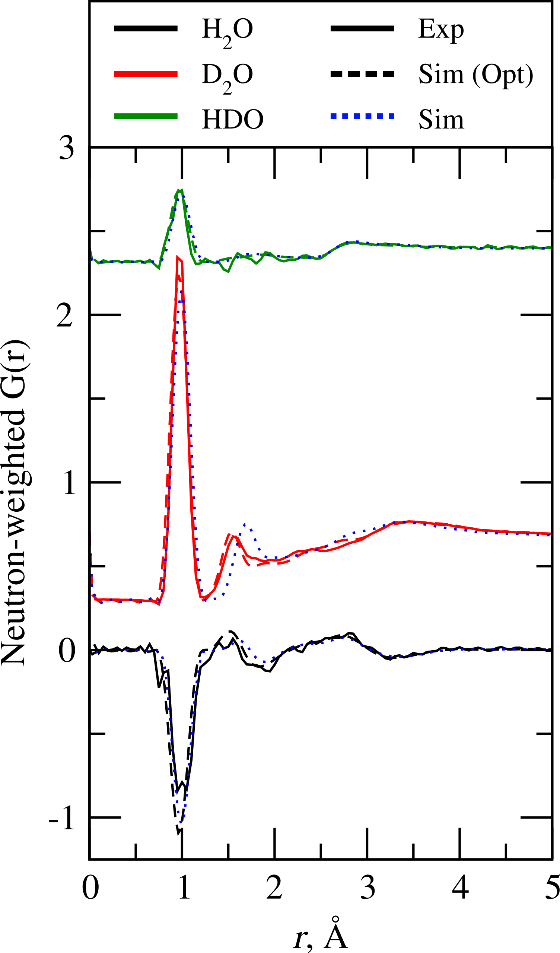 H₂O Exp
D₂O Sim (Opt)
HDO Sim
3
2
1
0
-1
Neutron-weighted G(r)
0 1 2 3 4 5
r, Å